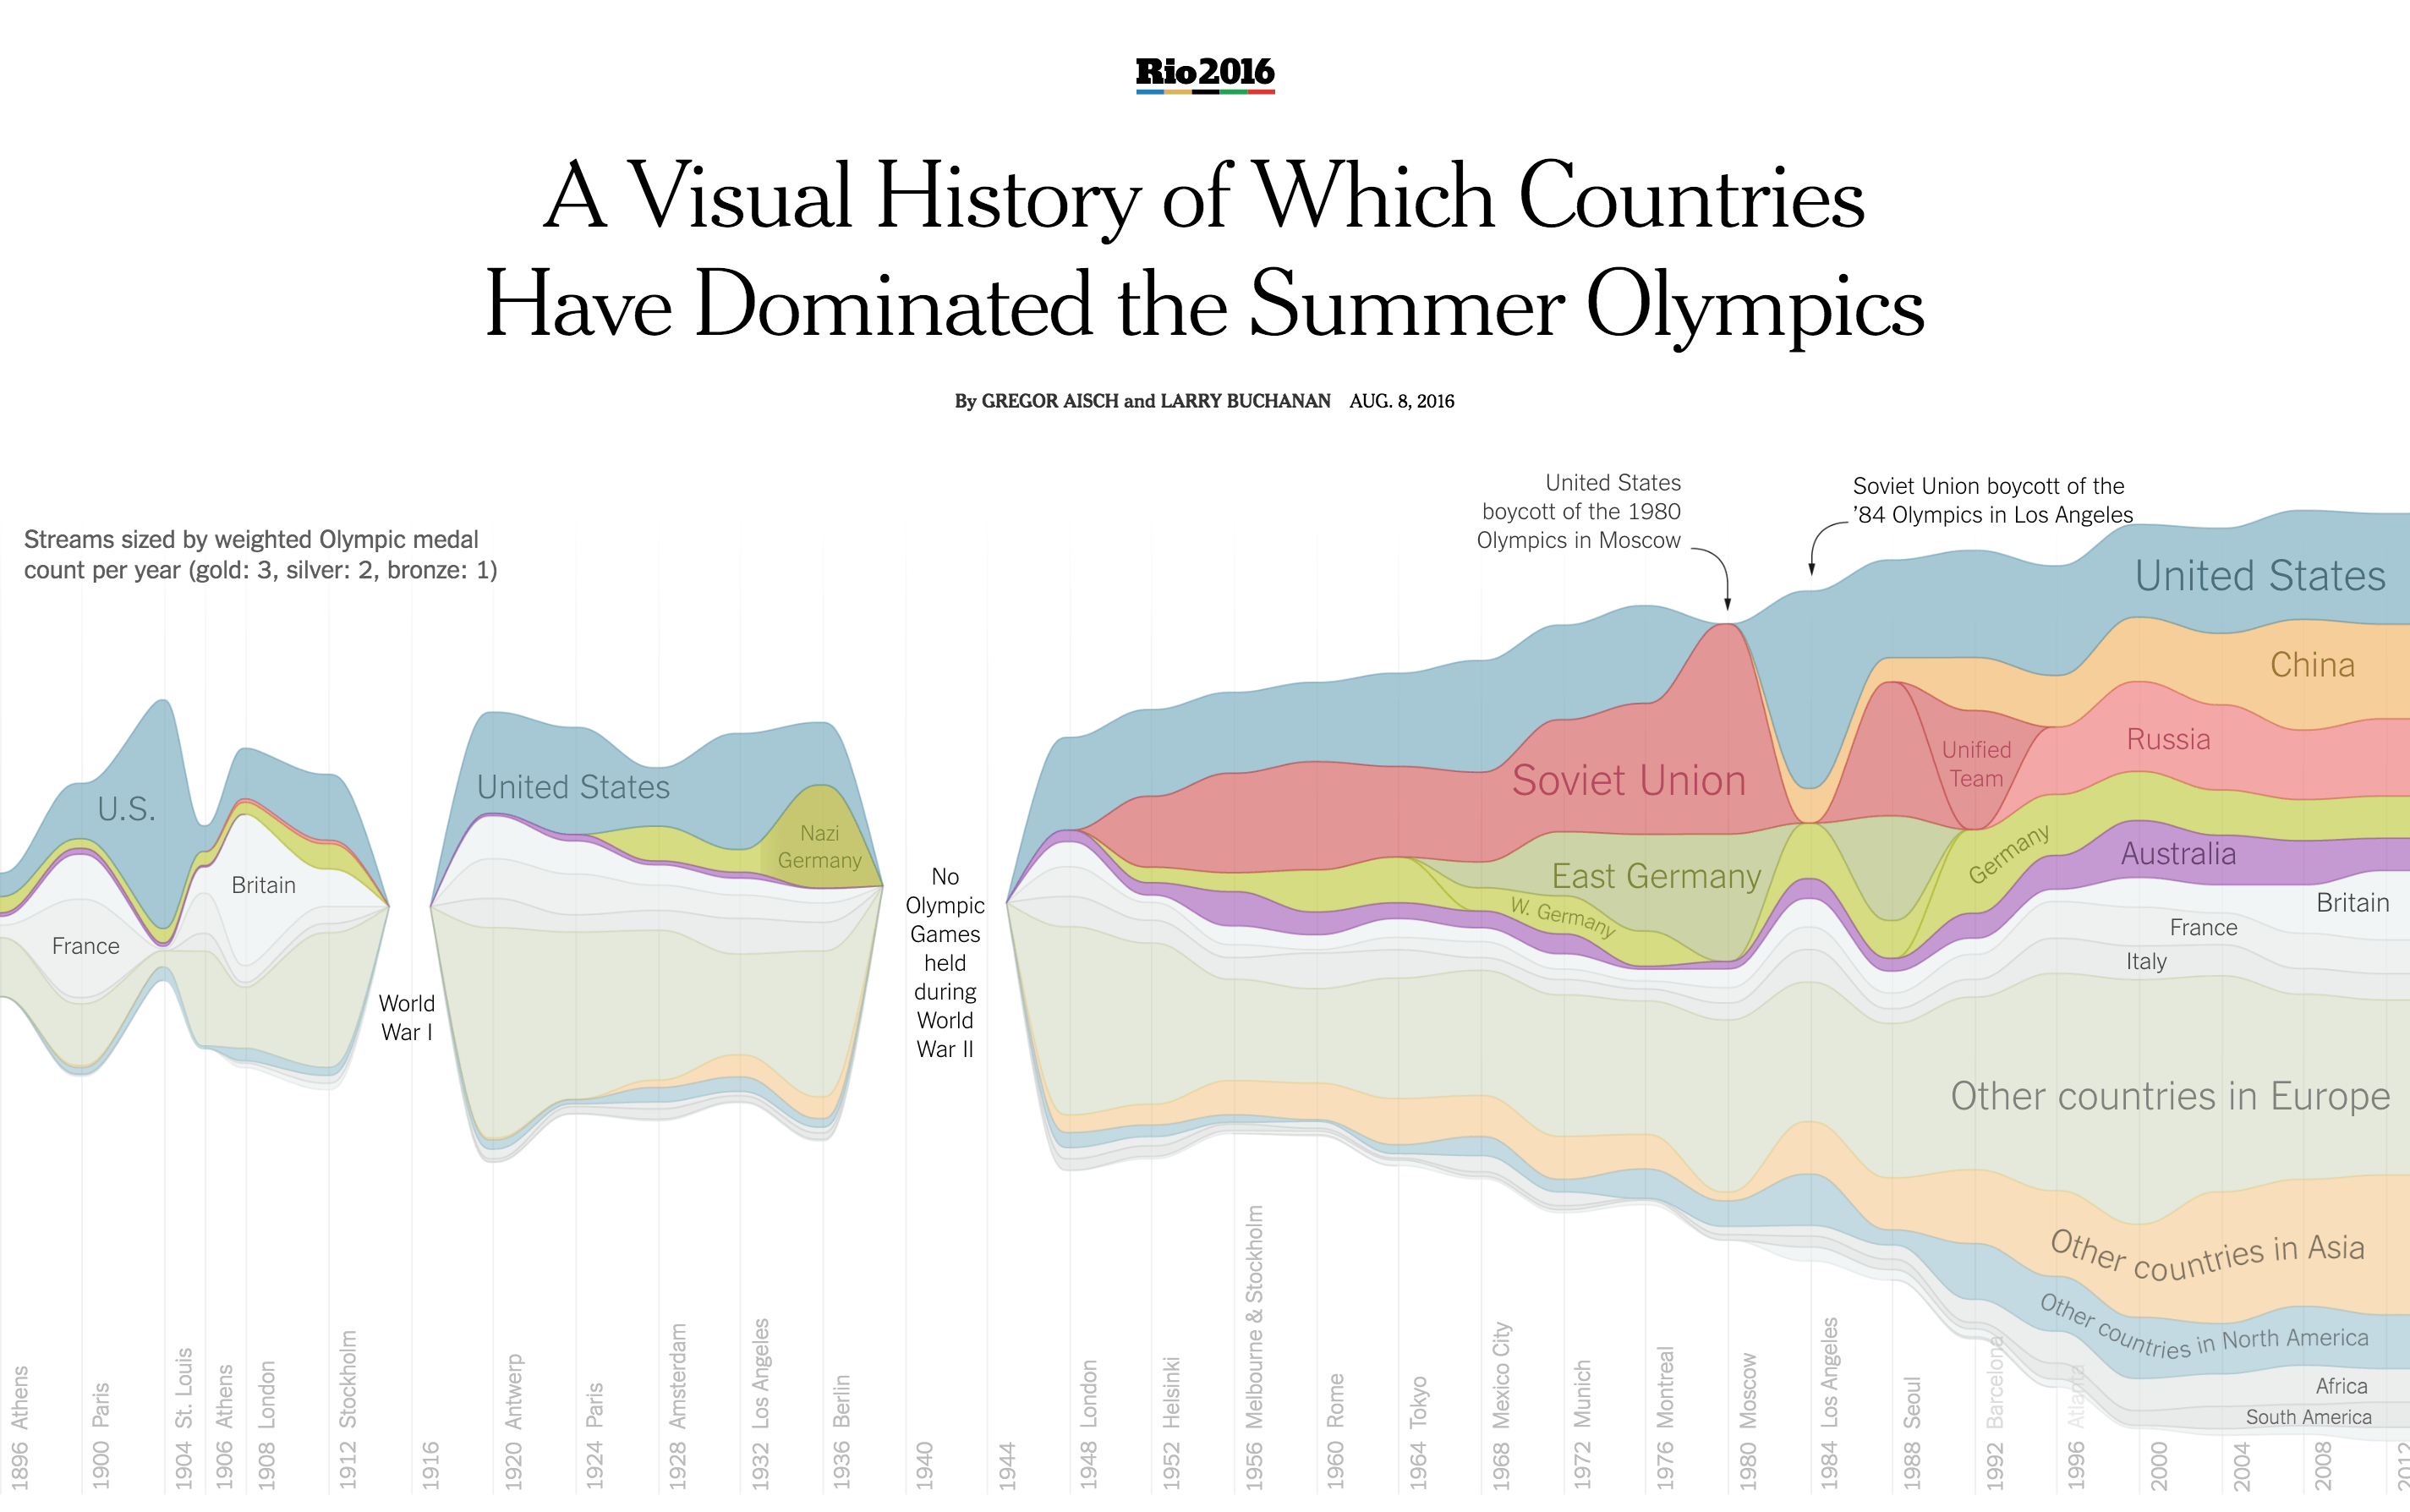 Rio2016
A Visual History of Which Countries
Have Dominated the Summer Olympics
By GREGOR AISCH and LARRY BUCHANAN AUG. 8, 2016
Streams sized by weighted Olympic medal
count per year (gold: 3, silver: 2, bronze: 1)
United States
boycott of the 1980
Olympics in Moscow
Soviet Union boycott of the
’84 Olympics in Los Angeles
U.S.
Britain
France
World
War I
United States
Nazi
Germany
No
Olympic
Games
held
during
World
War II
Soviet Union
East Germany
W. Germany
Unified
Team
Germany
United States
China
Russia
Australia
Britain
France
Italy
Other countries in Europe
Other countries in Asia
Other countries in North America
Africa
South America
1896 Athens
1900 Paris
1904 St. Louis
1906 Athens
1908 London
1912 Stockholm
1916
1920 Antwerp
1924 Paris
1928 Amsterdam
1932 Los Angeles
1936 Berlin
1940
1944
1948 London
1952 Helsinki
1956 Melbourne & Stockholm
1960 Rome
1964 Tokyo
1968 Mexico City
1972 Munich
1976 Montreal
1980 Moscow
1984 Los Angeles
1988 Seoul
1992 Barcelona
1996 Atlanta
2000
2004
2008
2012